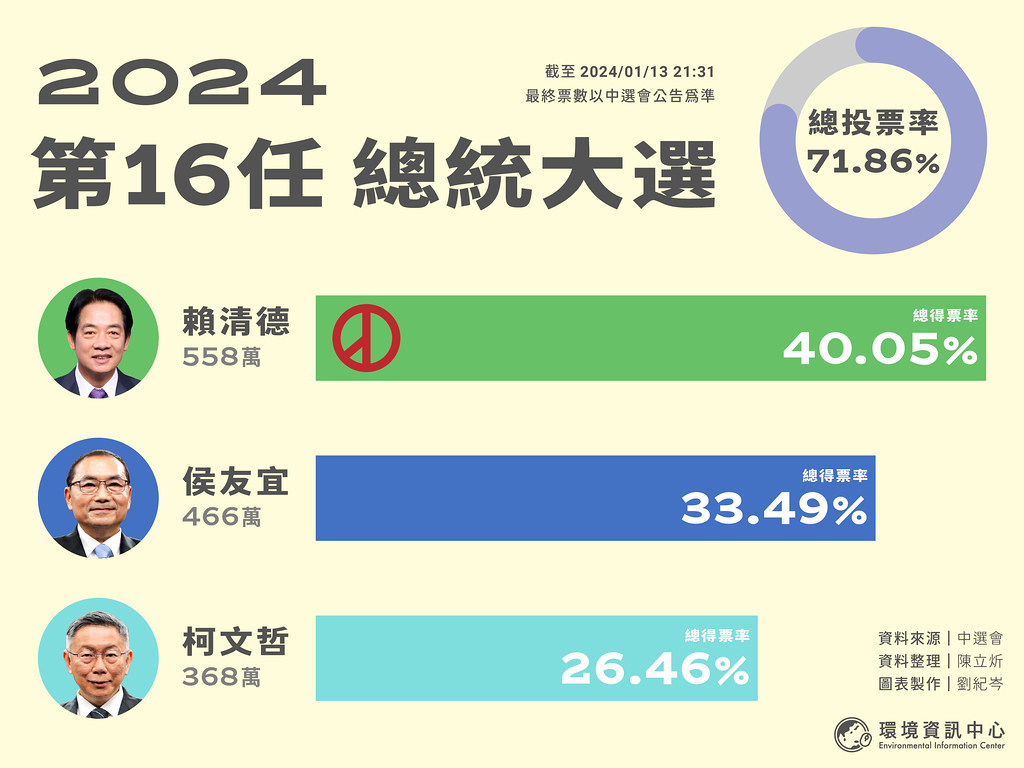 2024
第16任 總統大選
截至 2024/01/13 21:31
最終票數以中選會公告為準
總投票率
71.86%
賴清德
558萬
總得票率
40.05%
侯友宜
466萬
總得票率
33.49%
柯文哲
368萬
總得票率
26.46%
資料來源｜中選會
資料整理｜陳立炘
圖表製作｜劉紀岑
環境資訊中心
Environmental Information Center